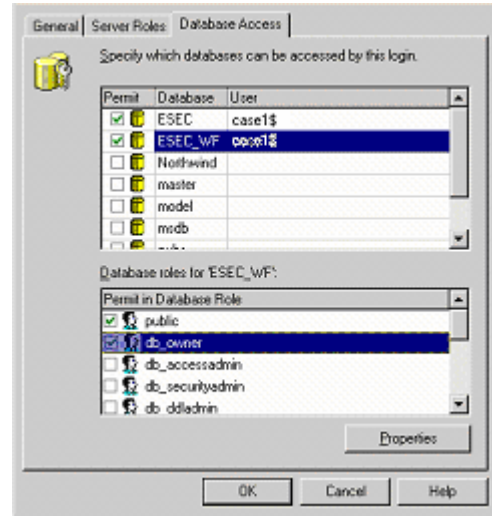 General Server Roles Database Access
Specify which databases can be accessed by this login.
Permit Database User
ESEC case1$
ESEC_WF case1$
Northwind
master
model
msdb
Database roles for 'ESEC_WF':
Permit in Database Role
public
db_owner
db_accessadmin
db_securityadmin
db_ddladmin
Properties
OK Cancel Help